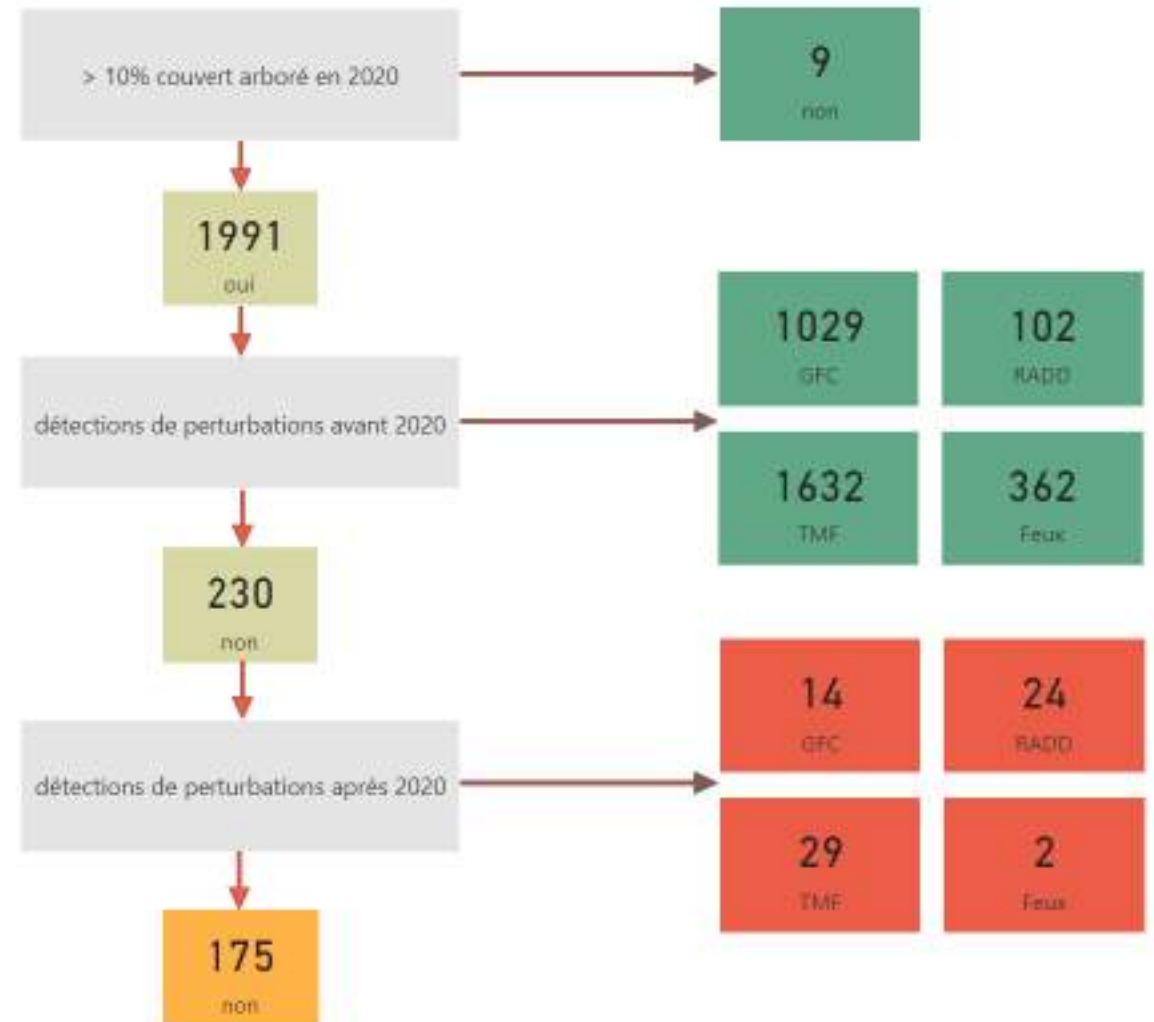 > 10% couvert arboré en 2020
9
non
1991
oui
détections de perturbations avant 2020
1029
GFC
102
RADD
1632
TMF
362
Feux
230
non
détections de perturbations après 2020
14
GFC
24
RADD
29
TMF
2
Feux
175
non